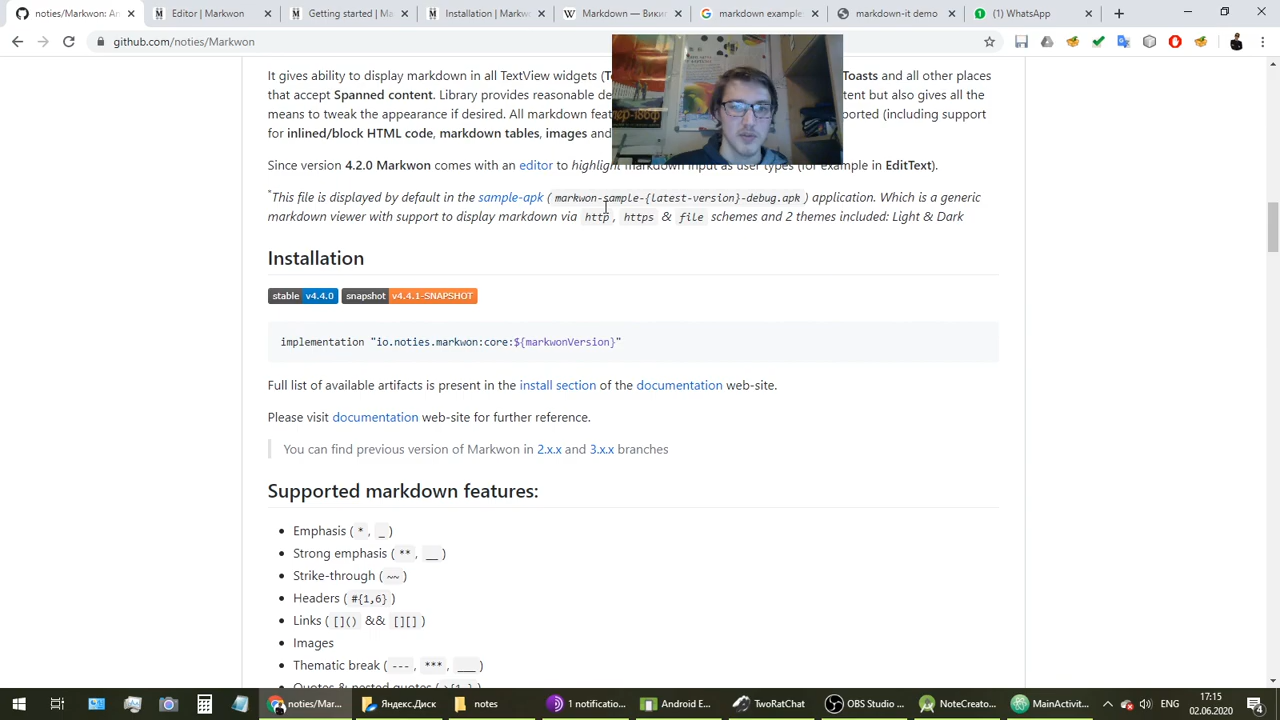 noties/Markwon: An
Editor | Markwon
Getting started | Ma
Installation | Markwo
Markdown — Викип
markdown example
markdown-it demo
(1) WhatsApp
github.com/noties/Markwon
It gives ability to display markdown in all TextView widgets (
Toasts and all other places
that accept Spanned content. Library provides reasonable de
tent but also gives all the
means to tweak the appearance if desired. All markdown featu
ported (including support
for inlined/block HTML code, markdown tables, images and
Since version 4.2.0 Markwon comes with an editor to highlight markdown input as user types (for example in EditText).
*This file is displayed by default in the sample-apk ( markwon-sample-{latest-version}-debug.apk ) application. Which is a generic
markdown viewer with support to display markdown via http , https & file schemes and 2 themes included: Light & Dark
Installation
stable v4.4.0 snapshot v4.4.1-SNAPSHOT
implementation "io.noties.markwon:core:${markwonVersion}"
Full list of available artifacts is present in the install section of the documentation web-site.
Please visit documentation web-site for further reference.
You can find previous version of Markwon in 2.x.x and 3.x.x branches
Supported markdown features:
Emphasis ( * , _ )
Strong emphasis ( ** , __ )
Strike-through ( ~~ )
Headers ( #{1,6} )
Links ( []() && [][] )
Images
Thematic break ( --- , *** , ___ )
Quotes & nested quotes ( >{1,} )
noties/Mar...
Яндекс.Диск
notes
1 notification...
Android E...
TwoRatChat
OBS Studio ...
NoteCreato...
MainActivit...
17:15
02.06.2020
4